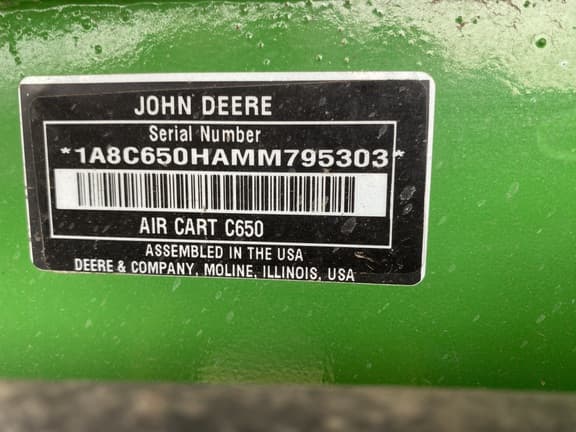 JOHN DEERE
Serial Number
*1A8C650HAMM795303*
AIR CART C650
ASSEMBLED IN THE USA
DEERE & COMPANY, MOLINE, ILLINOIS, USA